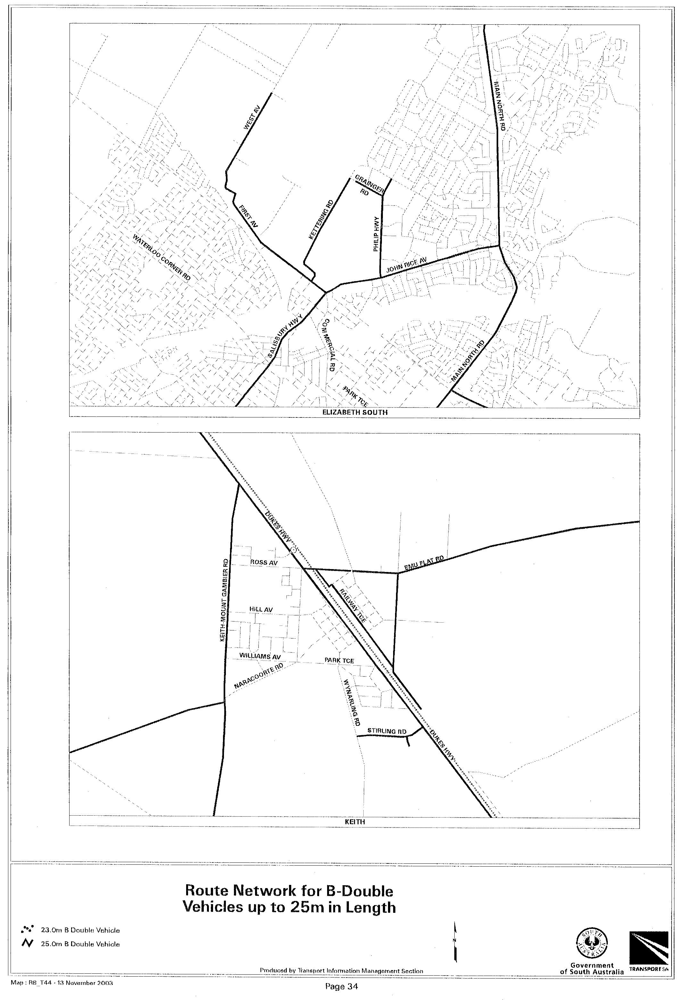 WEST AV
MAIN NORTH RD
GRAINGER
RD
KETTERING RD
FIRST AV
PHILIP HWY
WATERLOO CORNER RD
JOHN RICE AV
SALISBURY HWY
COMMERCIAL RD
MAIN NORTH RD
PARK TCE
ELIZABETH SOUTH
DUKES HWY
ROSS AV
EMU FLAT RD
KEITH-MOUNT GAMBIER RD
RAILWAY TCE
HILL AV
WILLIAMS AV
PARK TCE
NARACOORTE RD
WYNARLING RD
STIRLING RD
DUKES HWY
KEITH
Route Network for B-Double
Vehicles up to 25m in Length
23.0m B Double Vehicle
25.0m B Double Vehicle
N
SOUTH
AUSTRALIA
Government
of South Australia
TRANSPORT SA
Produced by Transport Information Management Section
Map : RB_T44 - 13 November 2003
Page 34